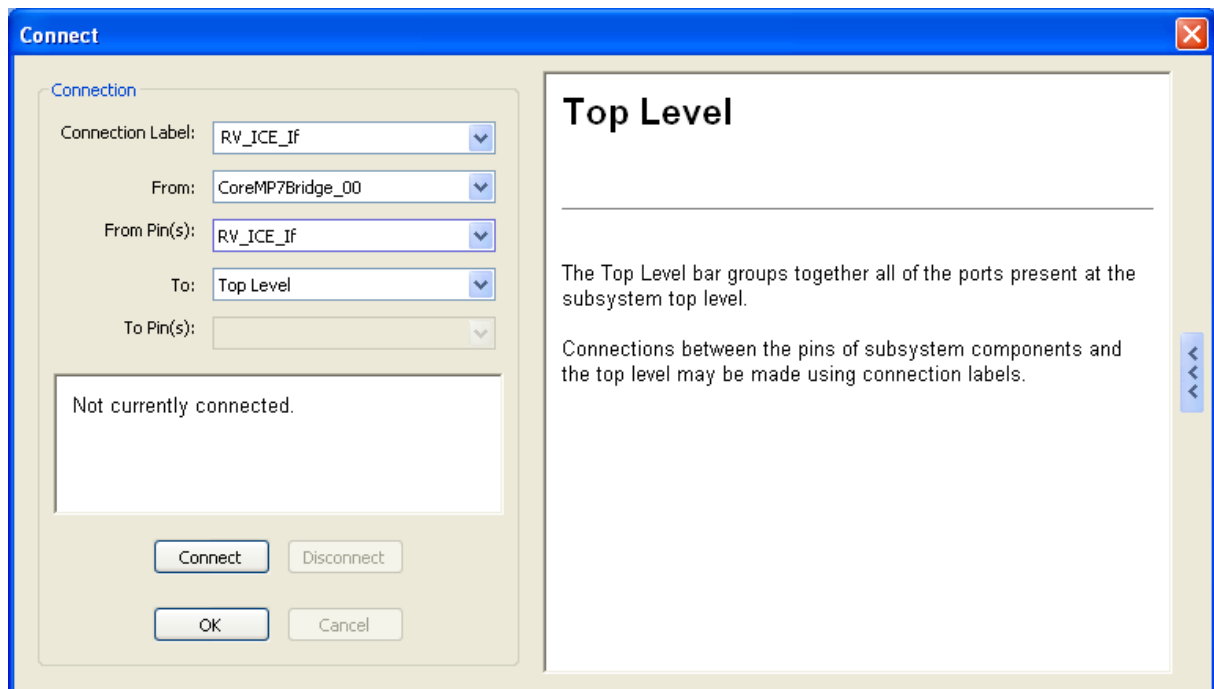 Connect
Connection
Connection Label: RV_ICE_If
From: CoreMP7Bridge_00
From Pin(s): RV_ICE_If
To: Top Level
To Pin(s):
Not currently connected.
Connect Disconnect
OK Cancel
Top Level
The Top Level bar groups together all of the ports present at the
subsystem top level.
Connections between the pins of subsystem components and
the top level may be made using connection labels.